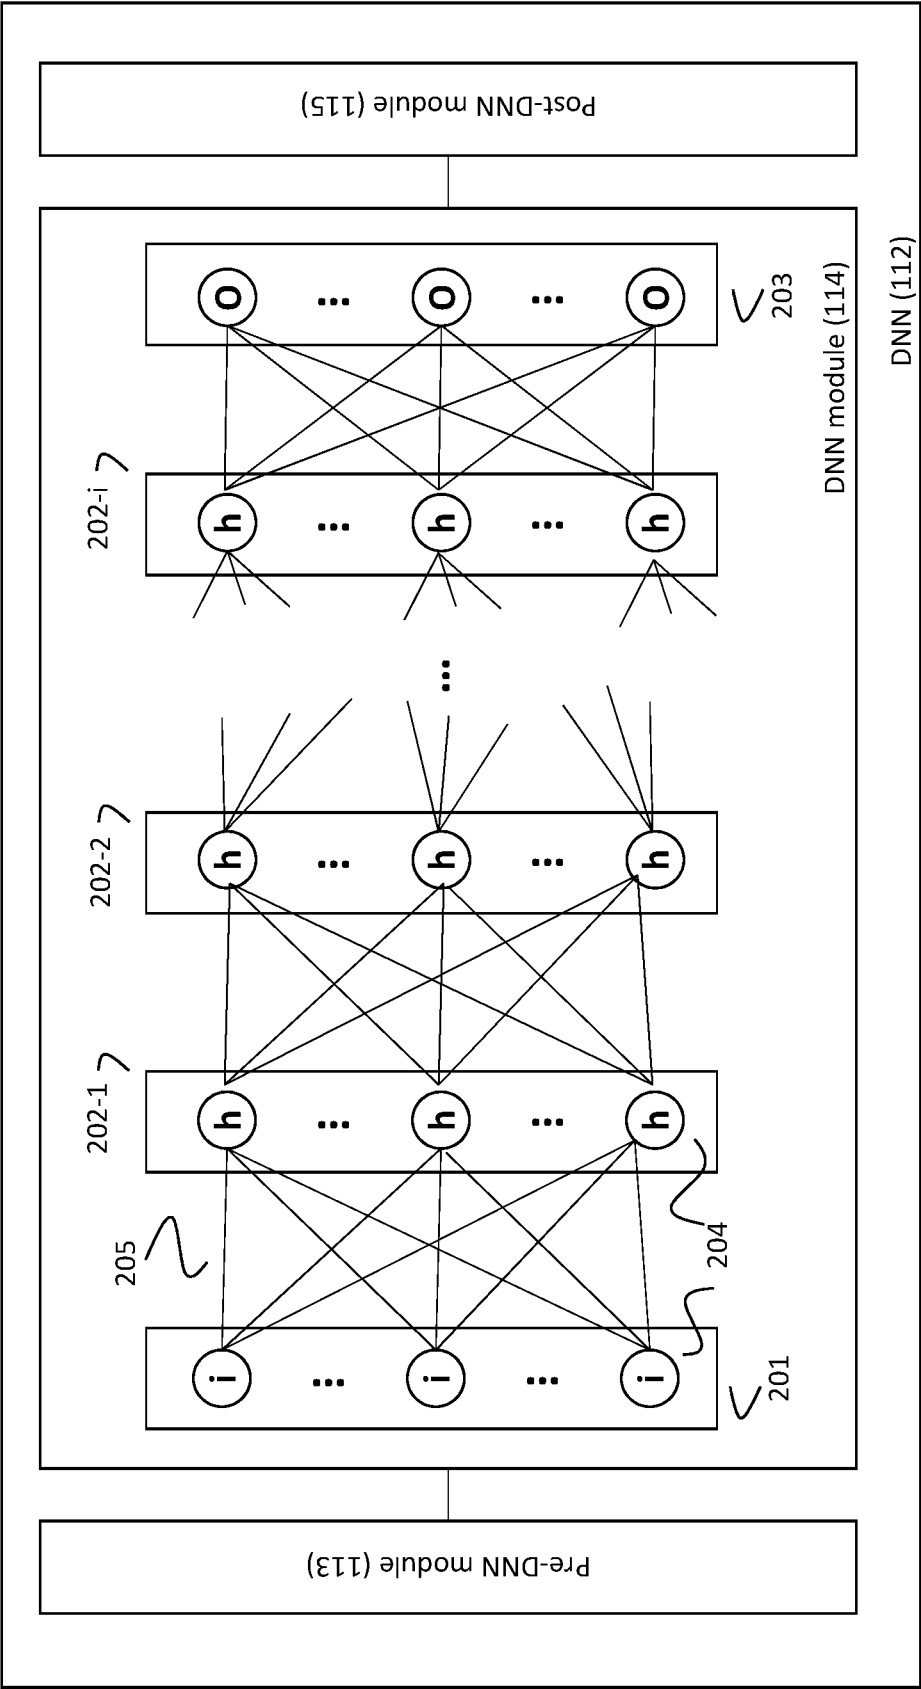 Pre-DNN module (113)
205
202-1
202-2
202-i
i h h h O
... ... ... ... ...
i h h ... h O
... ... ... ... ...
i h h h O
204
201
203
DNN module (114)
Post-DNN module (115)
DNN (112)